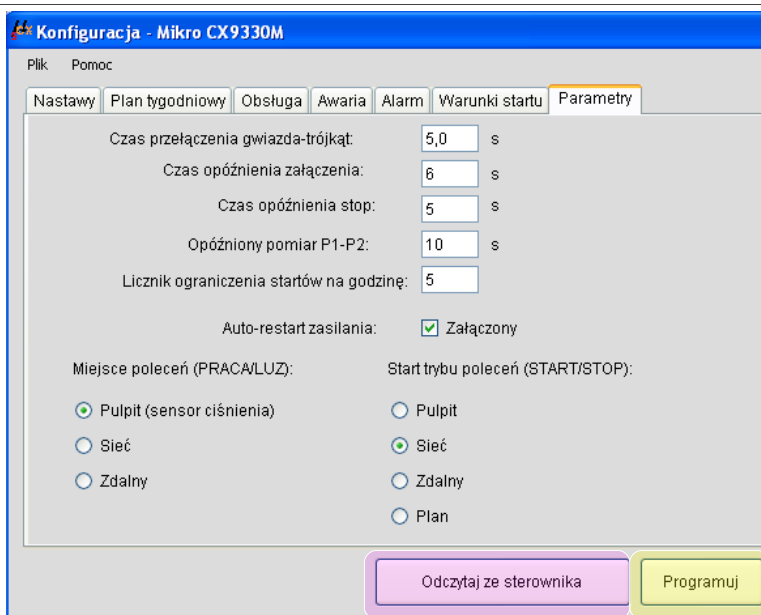 Konfiguracja - Mikro CX9330M
Plik Pomoc
Nastawy Plan tygodniowy Obsługa Awaria Alarm Warunki startu Parametry
Czas przełączenia gwiazda-trójkąt: 5,0 s
Czas opóźnienia załączenia: 6 s
Czas opóźnienia stop: 5 s
Opóźniony pomiar P1-P2: 10 s
Licznik ograniczenia startów na godzinę: 5
Auto-restart zasilania: Załączony
Miejsce poleceń (PRACA/LUZ): Start trybu poleceń (START/STOP):
Pulpit (sensor ciśnienia) Pulpit
Sieć Sieć
Zdalny Zdalny
Plan
Odczytaj ze sterownika Programuj